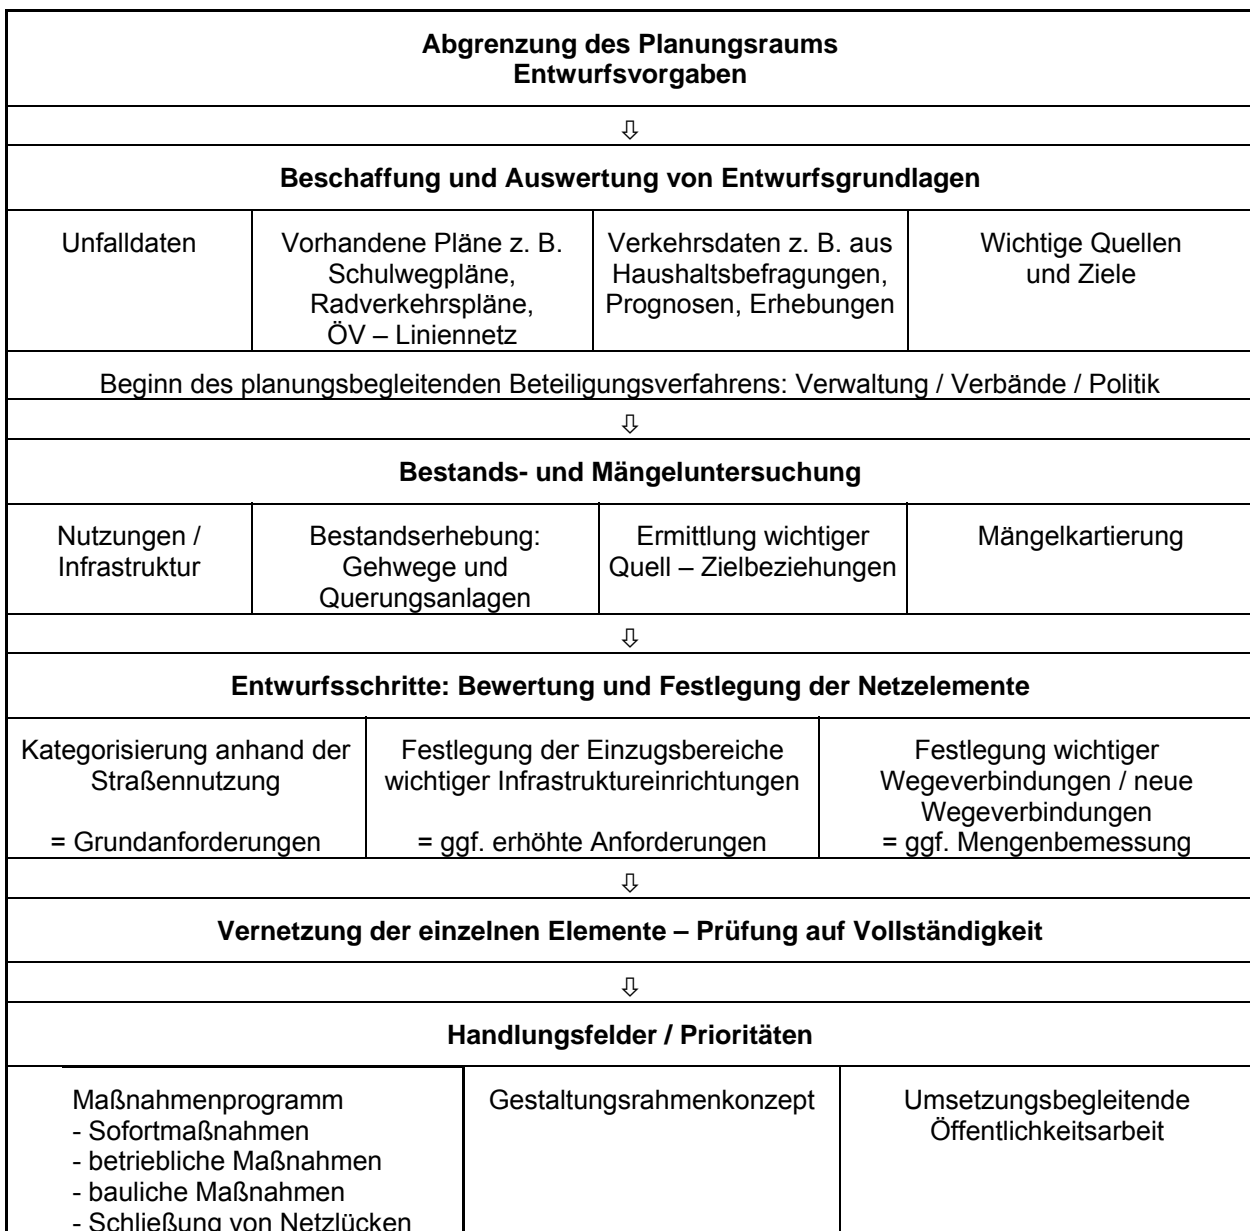 Abgrenzung des Planungsraums
Entwurfsvorgaben
⇩
Beschaffung und Auswertung von Entwurfsgrundlagen
Unfalldaten
Vorhandene Pläne z. B.
Schulwegpläne,
Radverkehrspläne,
ÖV – Liniennetz
Verkehrsdaten z. B. aus
Haushaltsbefragungen,
Prognosen, Erhebungen
Wichtige Quellen
und Ziele
Beginn des planungsbegleitenden Beteiligungsverfahrens: Verwaltung / Verbände / Politik
⇩
Bestands- und Mängeluntersuchung
Nutzungen /
Infrastruktur
Bestandserhebung:
Gehwege und
Querungsanlagen
Ermittlung wichtiger
Quell – Zielbeziehungen
Mängelkartierung
⇩
Entwurfsschritte: Bewertung und Festlegung der Netzelemente
Kategorisierung anhand der
Straßennutzung
= Grundanforderungen
Festlegung der Einzugsbereiche
wichtiger Infrastruktureinrichtungen
= ggf. erhöhte Anforderungen
Festlegung wichtiger
Wegeverbindungen / neue
Wegeverbindungen
= ggf. Mengenbemessung
⇩
Vernetzung der einzelnen Elemente – Prüfung auf Vollständigkeit
⇩
Handlungsfelder / Prioritäten
Maßnahmenprogramm
- Sofortmaßnahmen
- betriebliche Maßnahmen
- bauliche Maßnahmen
- Schließung von Netzlücken
Gestaltungsrahmenkonzept
Umsetzungsbegleitende
Öffentlichkeitsarbeit